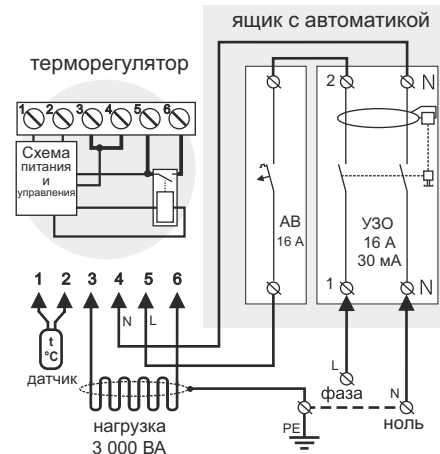 ящик с автоматикой
терморегулятор
1 2 3 4 5 6
Схема
питания
и
управления
2 N
АВ
16 А
УЗО
16 А
30 мА
1 N
1 2 3 4 5 6
N L
t
°C
датчик
нагрузка
3 000 ВА
L
фаза
N
ноль
PE